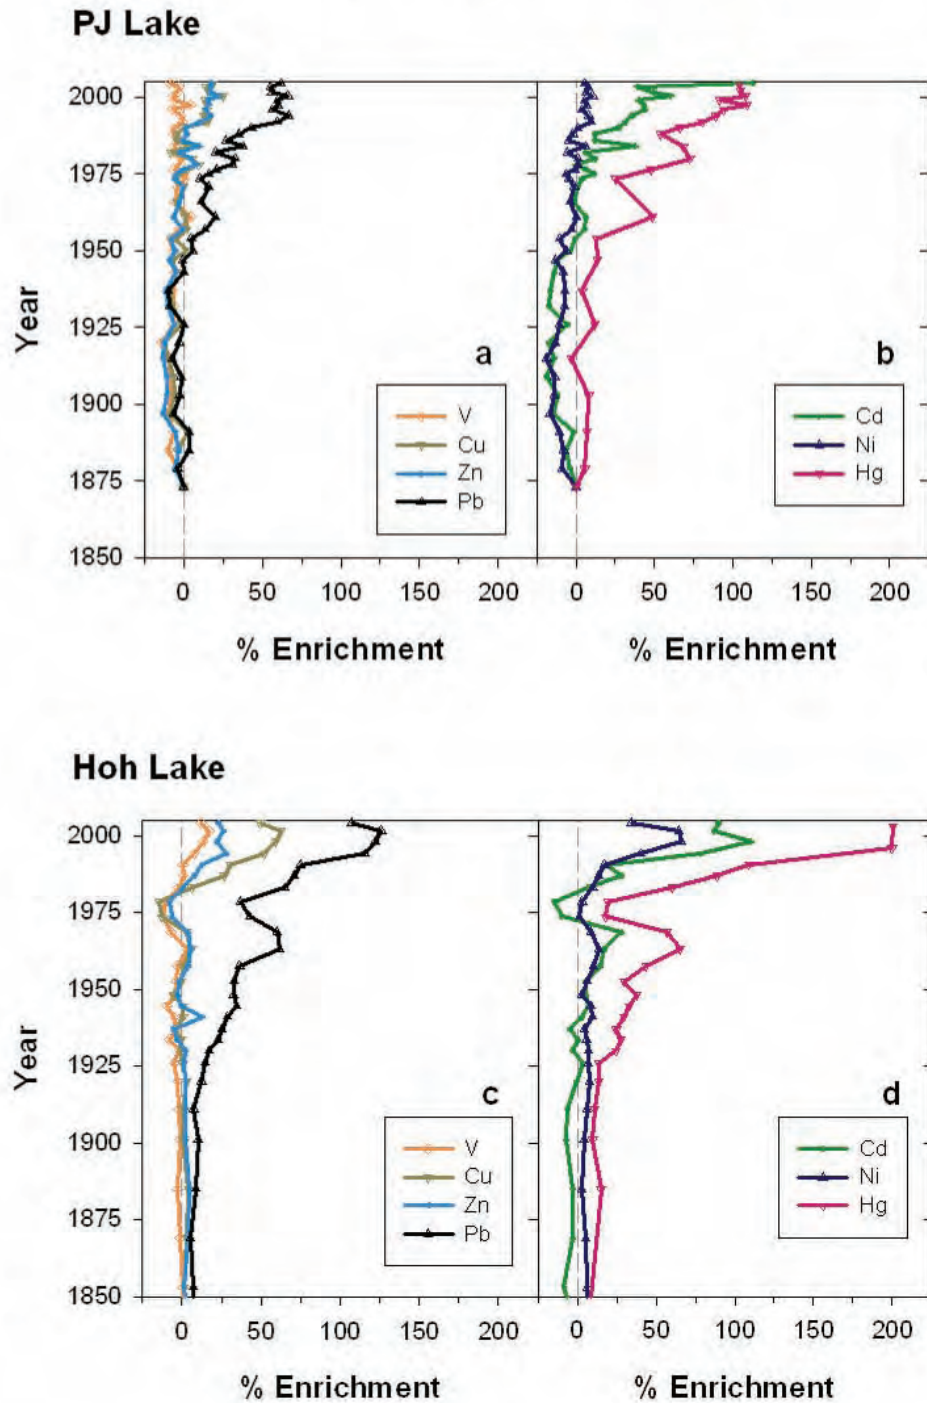 PJ Lake
2000
1975
1950
1925
1900
1875
1850
Year
a
V
Cu
Zn
Pb
b
Cd
Ni
Hg
0 50 100 150 200
0 50 100 150 200
% Enrichment
% Enrichment
Hoh Lake
2000
1975
1950
1925
1900
1875
1850
Year
c
V
Cu
Zn
Pb
d
Cd
Ni
Hg
0 50 100 150 200
0 50 100 150 200
% Enrichment
% Enrichment